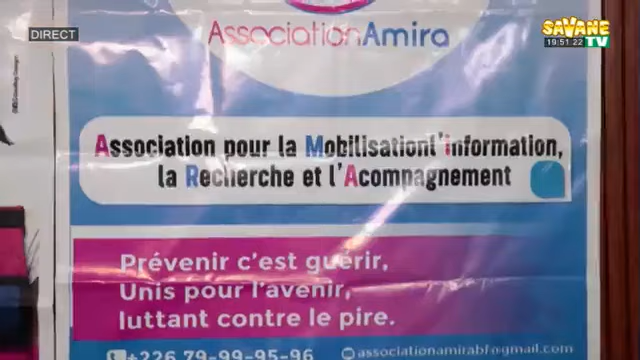 DIRECT
SAVANE
19:51:22 TV
AssociationAmira
Association pour la Mobilisationl'information,
la Recherche et l'Acompagnement
Prévenir c'est guérir,
Unis pour l'avenir,
luttant contre le pire.
+226 79-99-95-96
associationamirabf@gmail.com